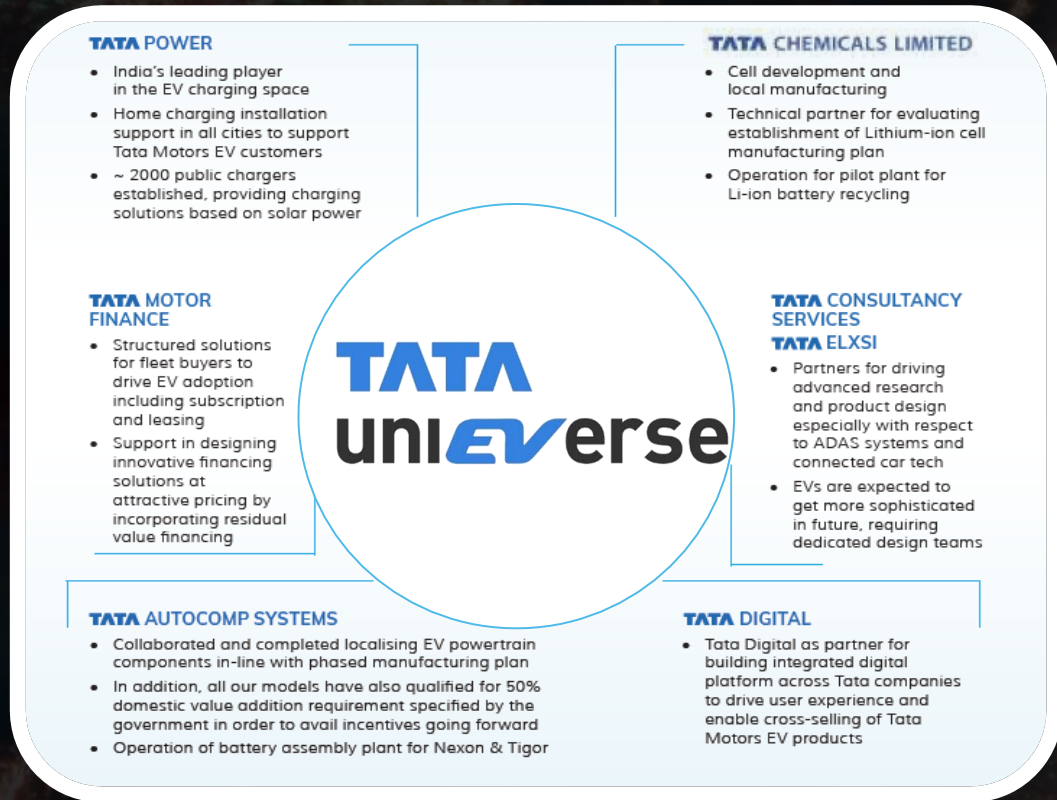 TATA POWER
• India's leading player
in the EV charging space
• Home charging installation
support in all cities to support
Tata Motors EV customers
• ~ 2000 public chargers
established, providing charging
solutions based on solar power
TATA CHEMICALS LIMITED
• Cell development and
local manufacturing
• Technical partner for evaluating
establishment of Lithium-ion cell
manufacturing plan
• Operation for pilot plant for
Li-ion battery recycling
TATA MOTOR
FINANCE
• Structured solutions
for fleet buyers to
drive EV adoption
including subscription
and leasing
• Support in designing
innovative financing
solutions at
attractive pricing by
incorporating residual
value financing
TATA
uniEVerse
TATA CONSULTANCY
SERVICES
TATA ELXSI
• Partners for driving
advanced research
and product design
especially with respect
to ADAS systems and
connected car tech
• EVs are expected to
get more sophisticated
in future, requiring
dedicated design teams
TATA AUTOCOMP SYSTEMS
• Collaborated and completed localising EV powertrain
components in-line with phased manufacturing plan
• In addition, all our models have also qualified for 50%
domestic value addition requirement specified by the
government in order to avail incentives going forward
• Operation of battery assembly plant for Nexon & Tigor
TATA DIGITAL
• Tata Digital as partner for
building integrated digital
platform across Tata companies
to drive user experience and
enable cross-selling of Tata
Motors EV products